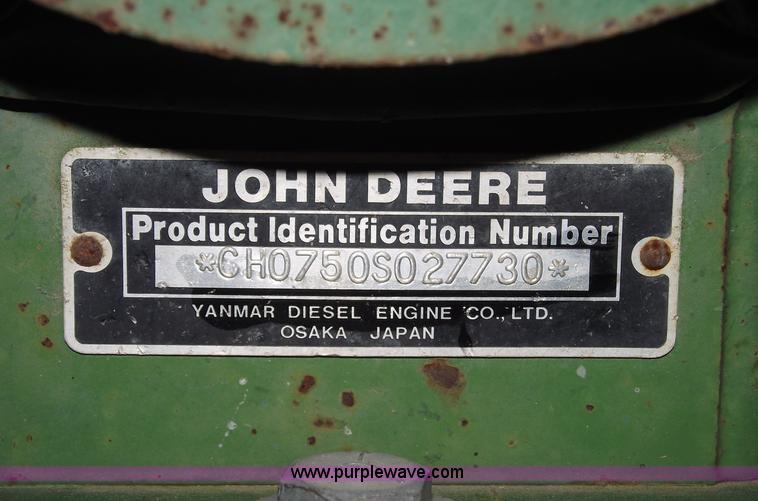 JOHN DEERE
Product Identification Number
*CH0750S027730*
YANMAR DIESEL ENGINE CO., LTD.
OSAKA JAPAN
www.purplewave.com